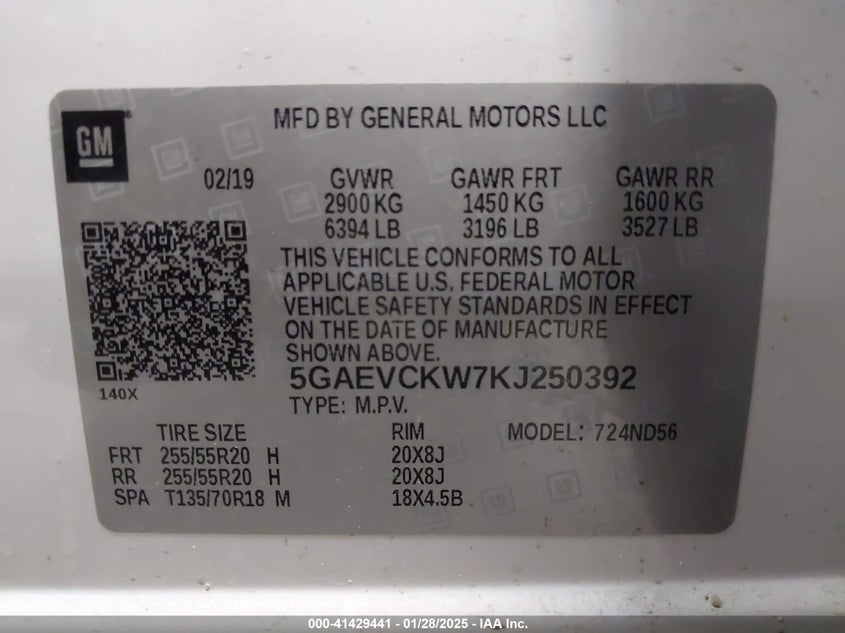 GM
MFD BY GENERAL MOTORS LLC
02/19 GVWR GAWR FRT GAWR RR
2900 KG 1450 KG 1600 KG
6394 LB 3196 LB 3527 LB
THIS VEHICLE CONFORMS TO ALL
APPLICABLE U.S. FEDERAL MOTOR
VEHICLE SAFETY STANDARDS IN EFFECT
ON THE DATE OF MANUFACTURE
SHOWN ABOVE.
140X
5GAEVCKW7KJ250392
TYPE: M.P.V.
TIRE SIZE RIM MODEL: 724ND56
FRT 255/55R20 H 20X8J
RR 255/55R20 H 20X8J
SPA T135/70R18 M 18X4.5B
000-41429441 - 01/28/2025 - IAA Inc.